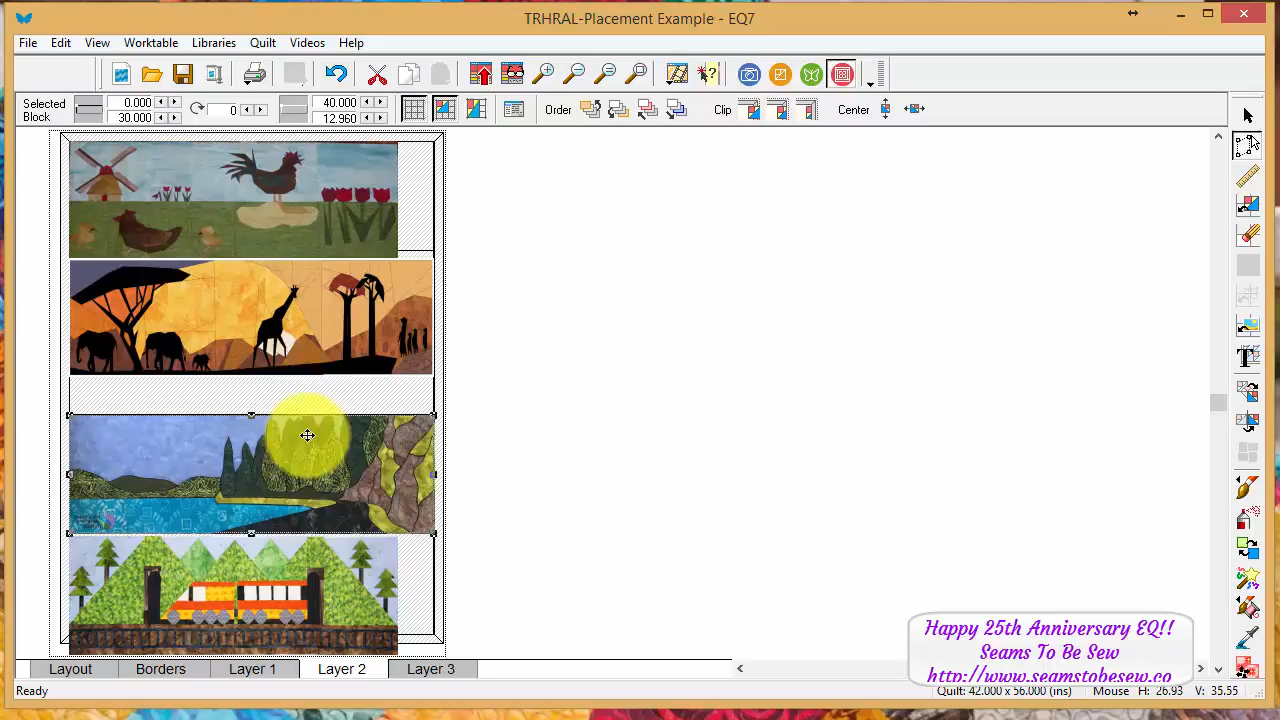 TRHRAL-Placement Example - EQ7
File Edit View Worktable Libraries Quilt Videos Help
Selected Block
0.000
30.000
0
40.000
12.960
Order
Clip
Center
Layout Borders Layer 1 Layer 2 Layer 3
Happy 25th Anniversary EQ!!
Seams To Be Sew
http://www.seamstobesew.co
Ready
Quilt: 42.000 x 56.000 (ins) Mouse H: 26.93 V: 35.55